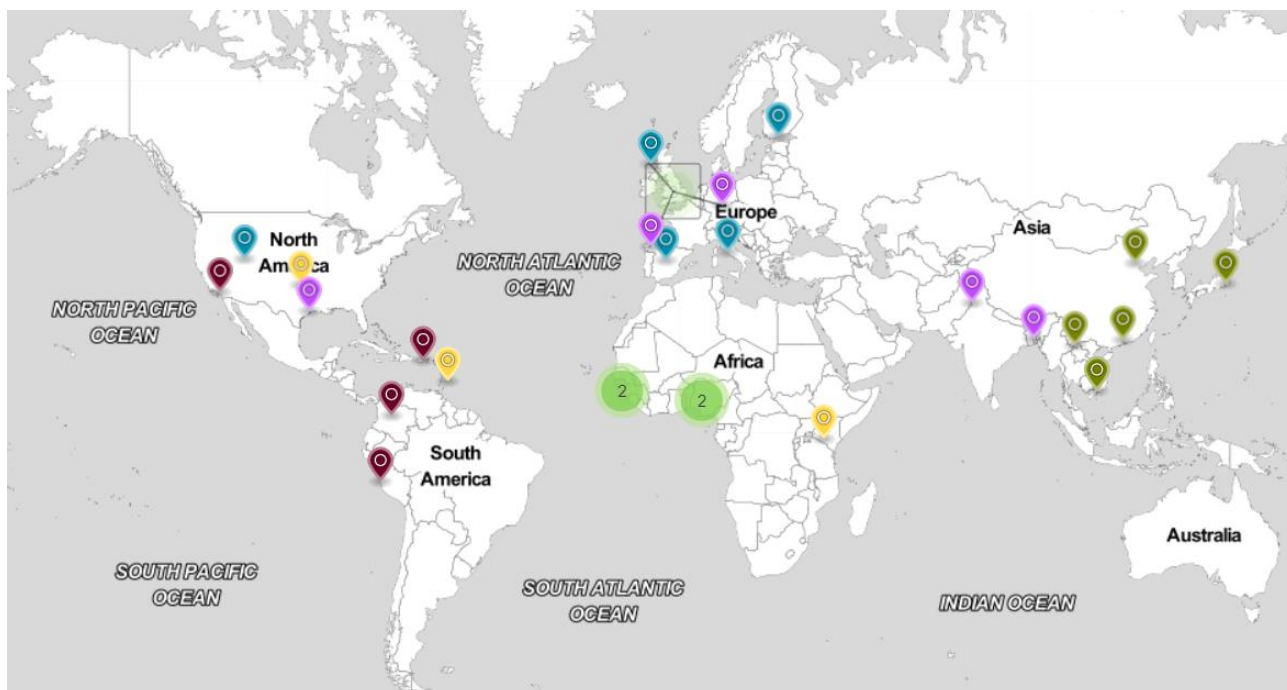 Europe
Asia
North
America
NORTH ATLANTIC
OCEAN
NORTH PACIFIC
OCEAN
Africa
2
2
South
America
Australia
SOUTH PACIFIC
OCEAN
SOUTH ATLANTIC
OCEAN
INDIAN OCEAN